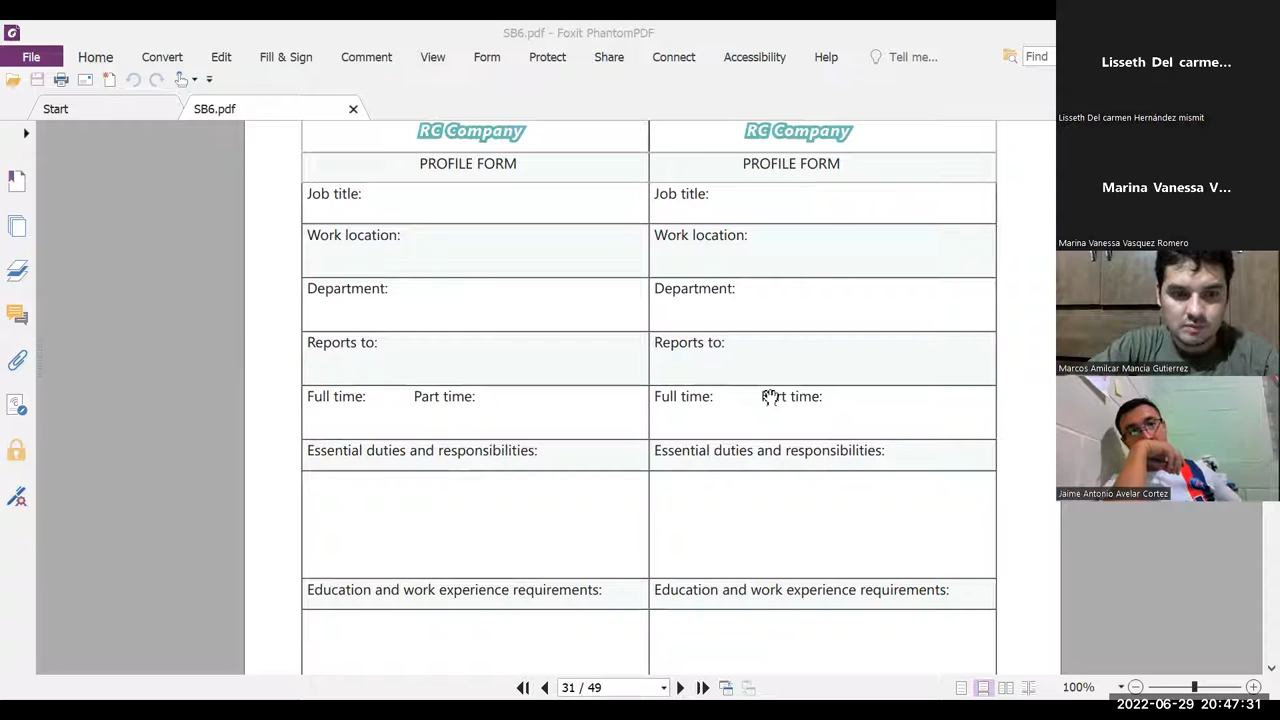 SB6.pdf - Foxit PhantomPDF
File Home Convert Edit Fill & Sign Comment View Form Protect Share Connect Accessibility Help Tell me... Find
Start SB6.pdf
RC Company RC Company
PROFILE FORM PROFILE FORM
Job title: Job title:
Work location: Work location:
Department: Department:
Reports to: Reports to:
Full time: Part time: Full time: time:
Essential duties and responsibilities: Essential duties and responsibilities:
Education and work experience requirements: Education and work experience requirements:
31 / 49
100%
Lisseth Del carme...
Lisseth Del carmen Hernández mismit
Marina Vanessa V...
Marina Vanessa Vasquez Romero
Marcos Amilcar Mancia Gutierrez
Jaime Antonio Avelar Cortez
2022-06-29 20:47:31